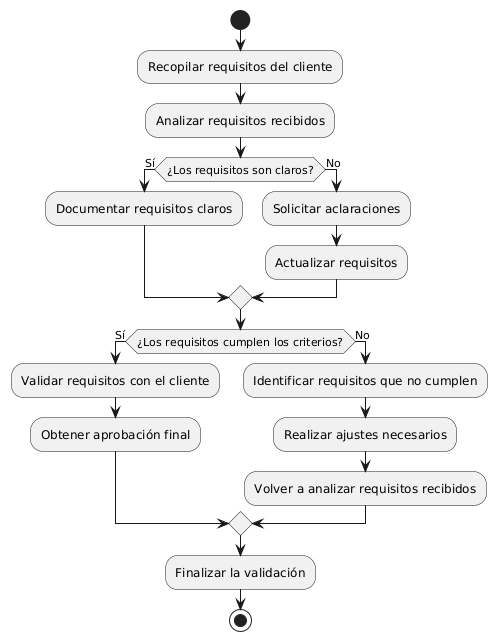 Recopilar requisitos del cliente
Analizar requisitos recibidos
¿Los requisitos son claros?
Sí
No
Documentar requisitos claros
Solicitar aclaraciones
Actualizar requisitos
¿Los requisitos cumplen los criterios?
Sí
No
Validar requisitos con el cliente
Identificar requisitos que no cumplen
Obtener aprobación final
Realizar ajustes necesarios
Volver a analizar requisitos recibidos
Finalizar la validación